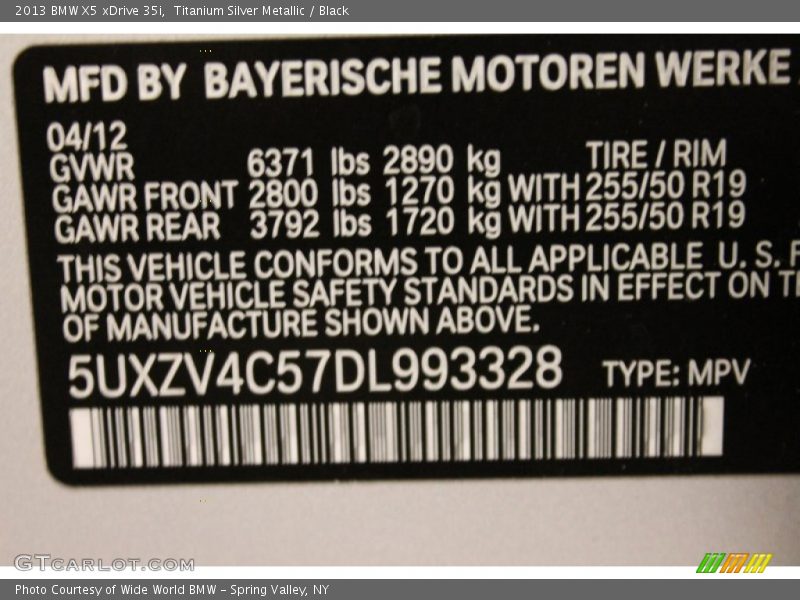 2013 BMW X5 xDrive 35i,  Titanium Silver Metallic / Black
MFD BY BAYERISCHE MOTOREN WERKE
04/12
GVWR 6371 lbs 2890 kg TIRE / RIM
GAWR FRONT 2800 lbs 1270 kg WITH 255/50 R19
GAWR REAR 3792 lbs 1720 kg WITH 255/50 R19
THIS VEHICLE CONFORMS TO ALL APPLICABLE U. S. F
MOTOR VEHICLE SAFETY STANDARDS IN EFFECT ON
OF MANUFACTURE SHOWN ABOVE.
5UXZV4C57DL993328 TYPE: MPV
GTCARLOT.COM
Photo Courtesy of Wide World BMW – Spring Valley, NY